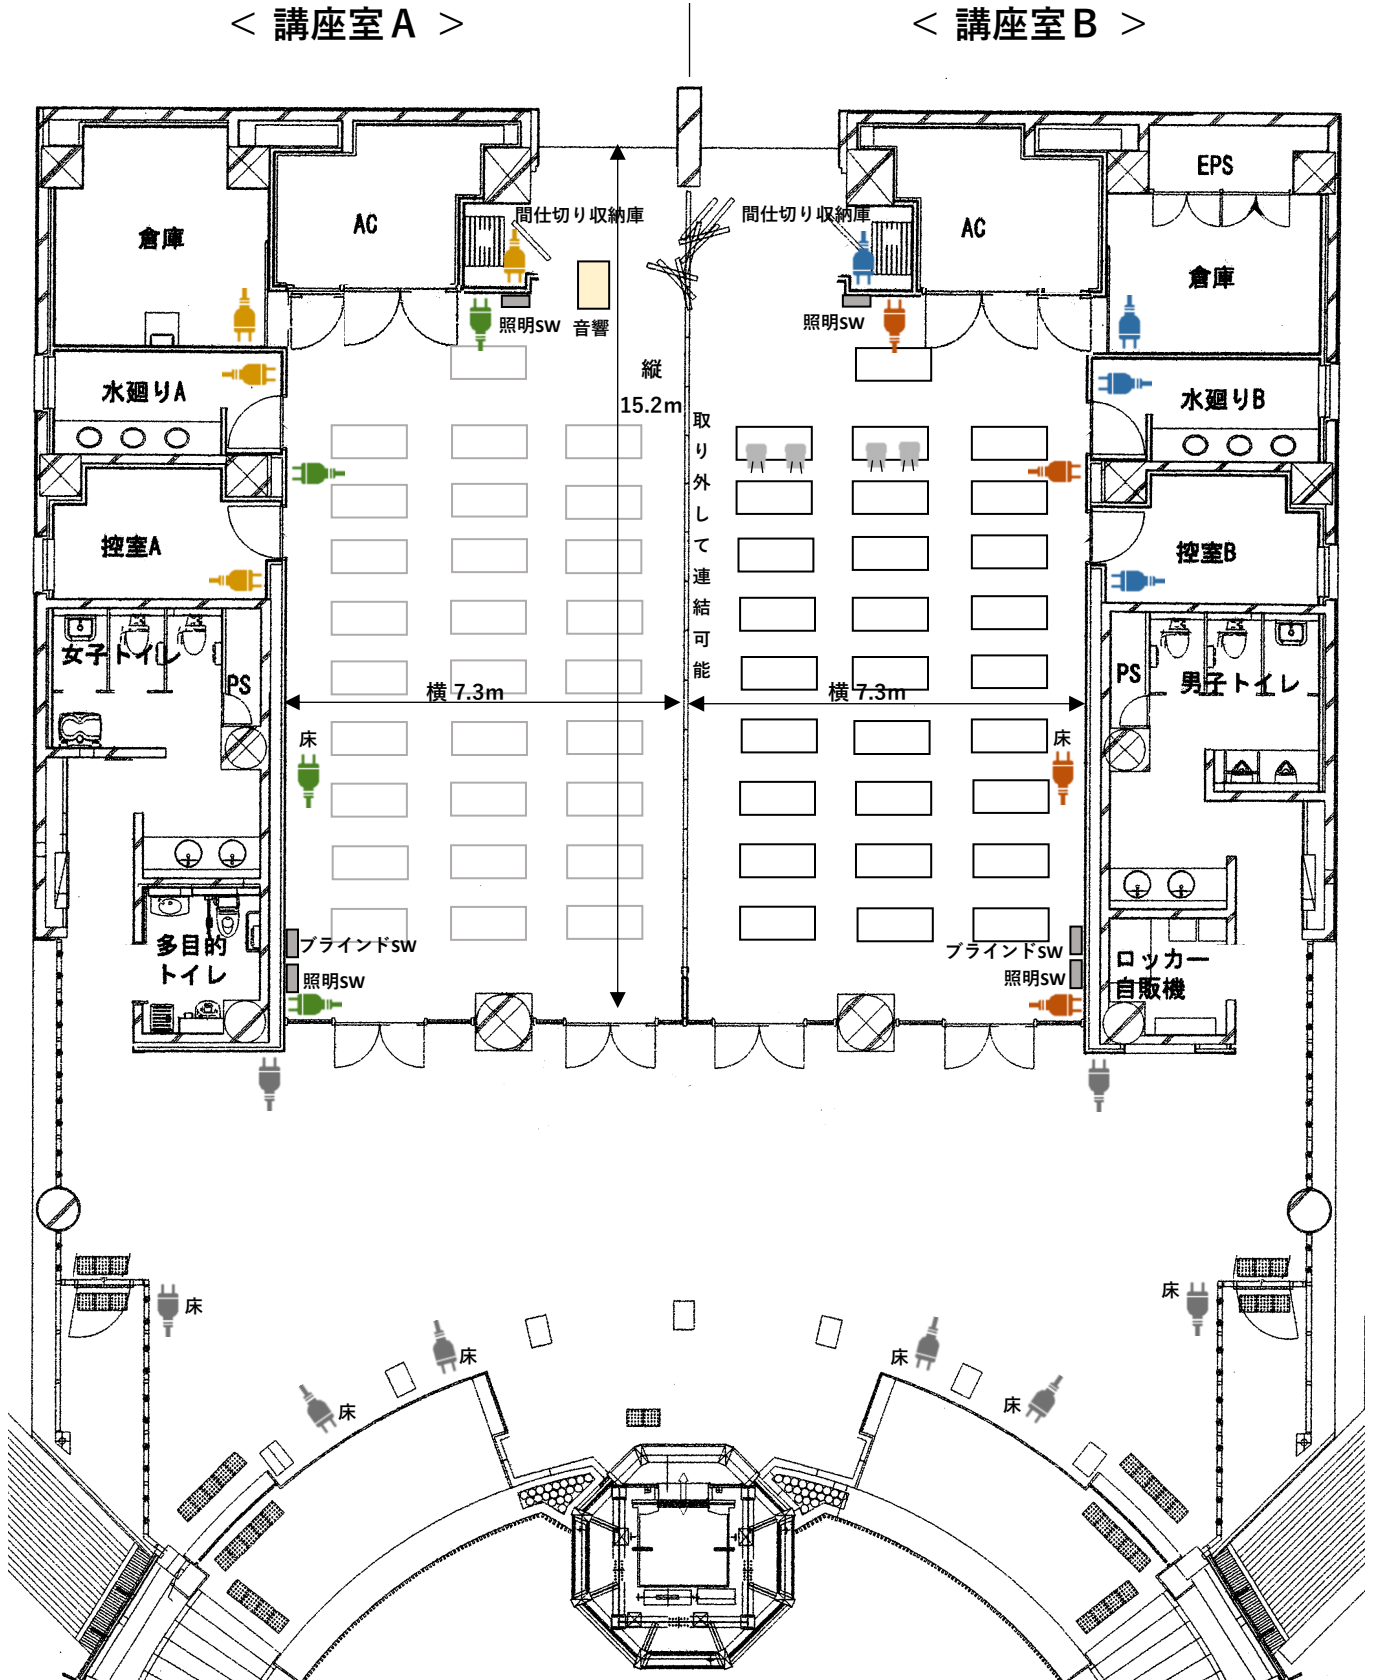 ＜ 講座室A ＞
＜ 講座室B ＞
EPS
間仕切り収納庫
間仕切り収納庫
AC
AC
倉庫
倉庫
照明SW
音響
照明SW
縦
15.2m
水廻りA
水廻りB
取り外して連結可能
控室A
控室B
女子トイレ
PS
PS
男子トイレ
横 7.3m
横 7.3m
床
床
ブラインドSW
ブラインドSW
多目的
トイレ
照明SW
照明SW
ロッカー
自販機
床
床
床
床
床
床